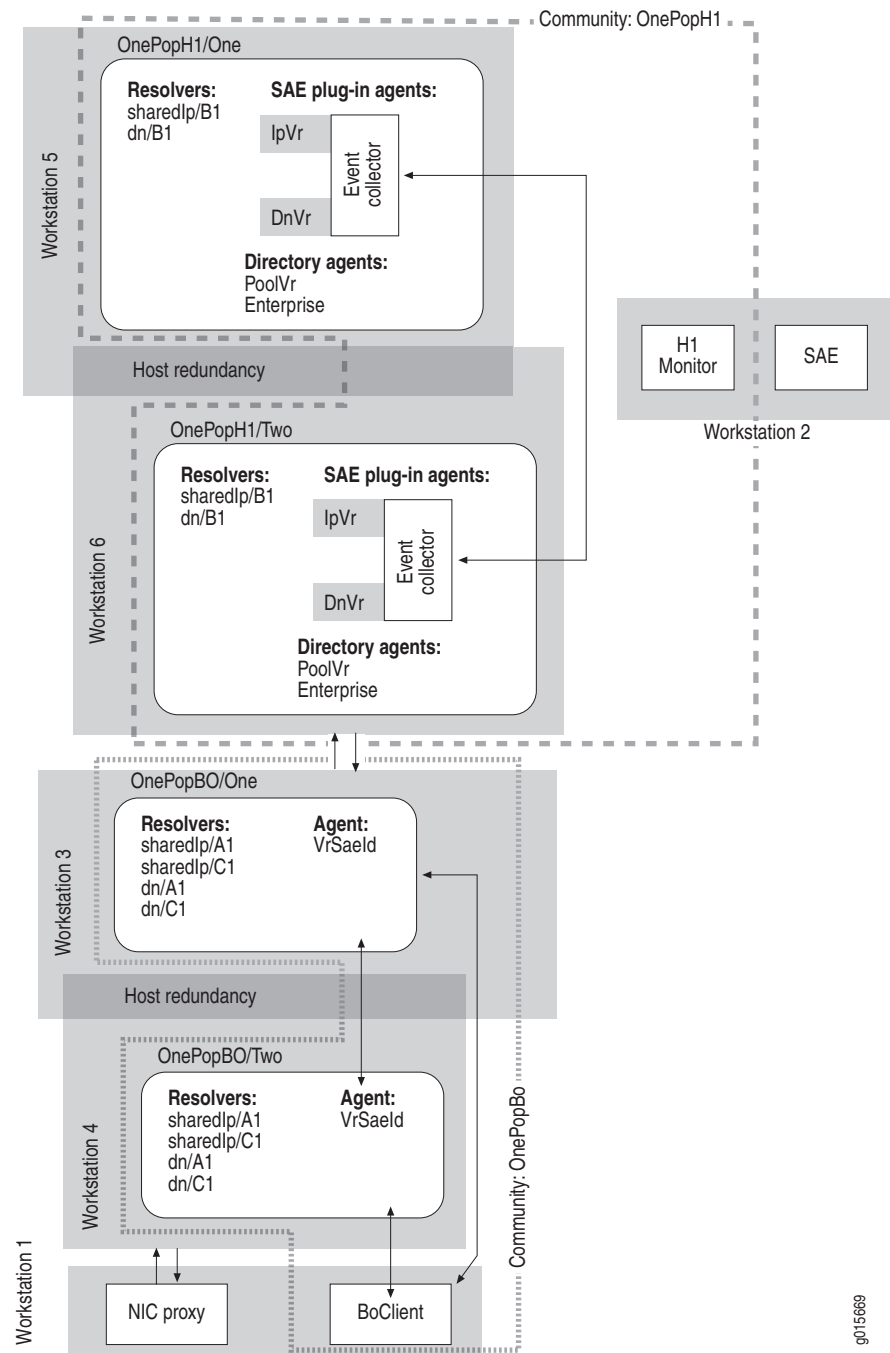 Community: OnePopH1
OnePopH1/One
Resolvers:
sharedIp/B1
dn/B1
SAE plug-in agents:
IpVr
DnVr
Event
collector
Directory agents:
PoolVr
Enterprise
Workstation 5
Host redundancy
H1
Monitor
SAE
Workstation 2
OnePopH1/Two
Resolvers:
sharedIp/B1
dn/B1
SAE plug-in agents:
IpVr
DnVr
Event
collector
Directory agents:
PoolVr
Enterprise
Workstation 6
OnePopBO/One
Resolvers:
sharedIp/A1
sharedIp/C1
dn/A1
dn/C1
Agent:
VrSaeId
Workstation 3
Host redundancy
OnePopBO/Two
Resolvers:
sharedIp/A1
sharedIp/C1
dn/A1
dn/C1
Agent:
VrSaeId
Workstation 4
Community: OnePopBo
Workstation 1
NIC proxy
BoClient
g015669